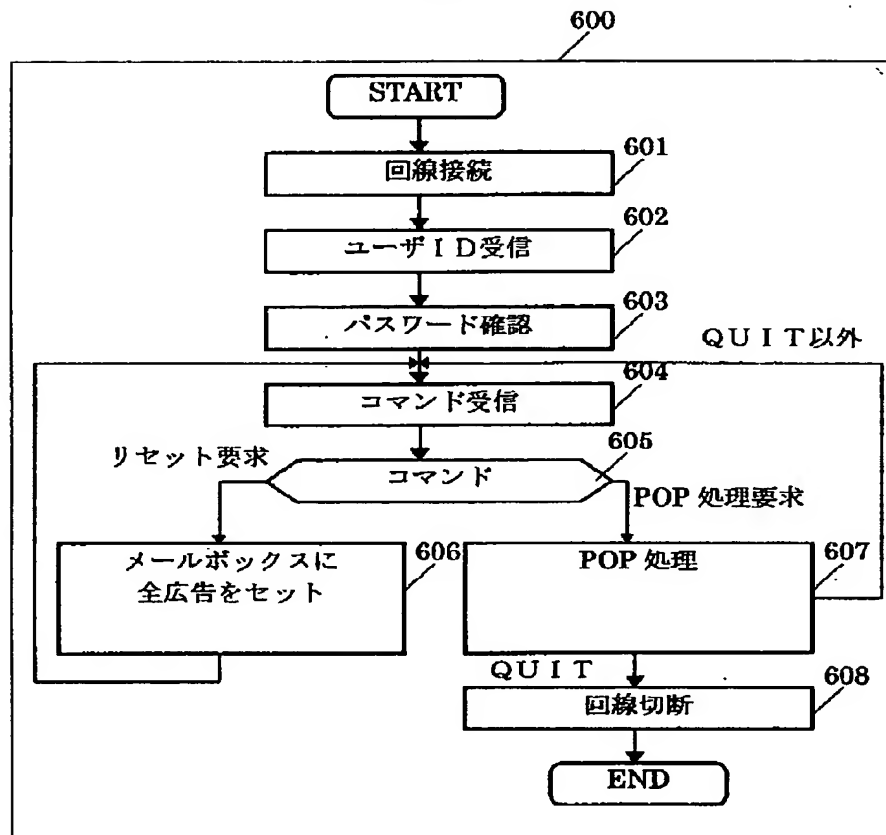 600
START
601
回線接続
602
ユーザID受信
603
パスワード確認
QUIT以外
604
コマンド受信
605
リセット要求
コマンド
POP 処理要求
606
メールボックスに
全広告をセット
607
POP 処理
QUIT
608
回線切断
END